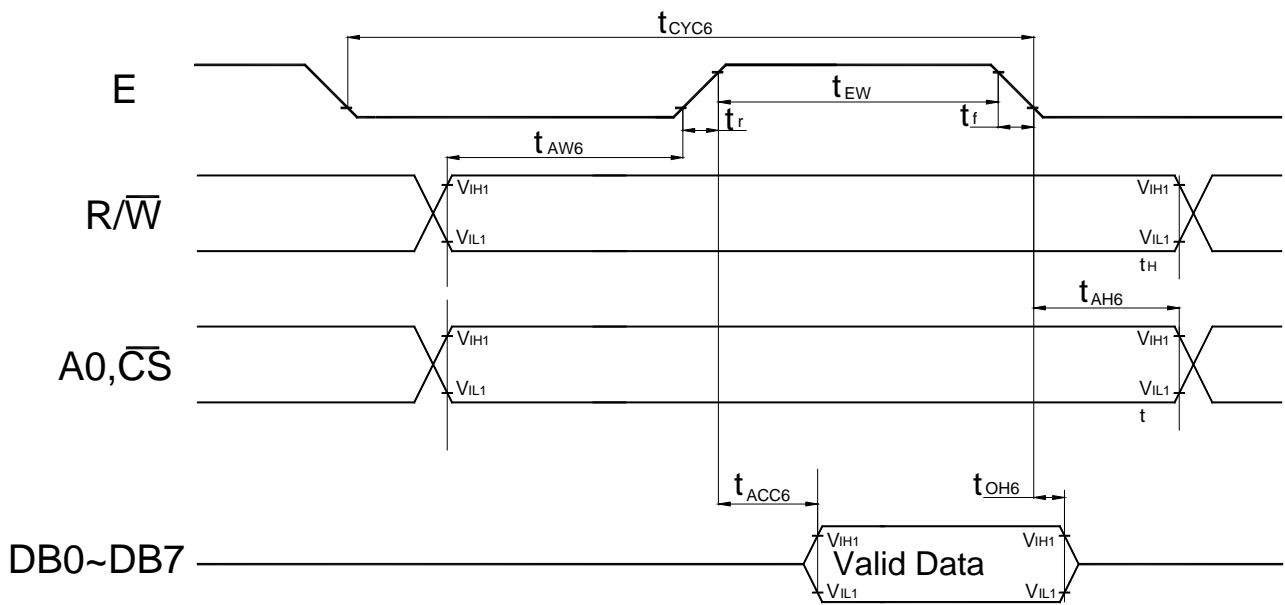 tCYC6
E
tEW
tr
tf
tAW6
R/W̅
VIH1
VIH1
VIL1
VIL1
tH
tAH6
A0,C̅S̅
VIH1
VIH1
VIL1
VIL1
t
tACC6
tOH6
DB0~DB7
VIH1
VIH1
Valid Data
VIL1
VIL1